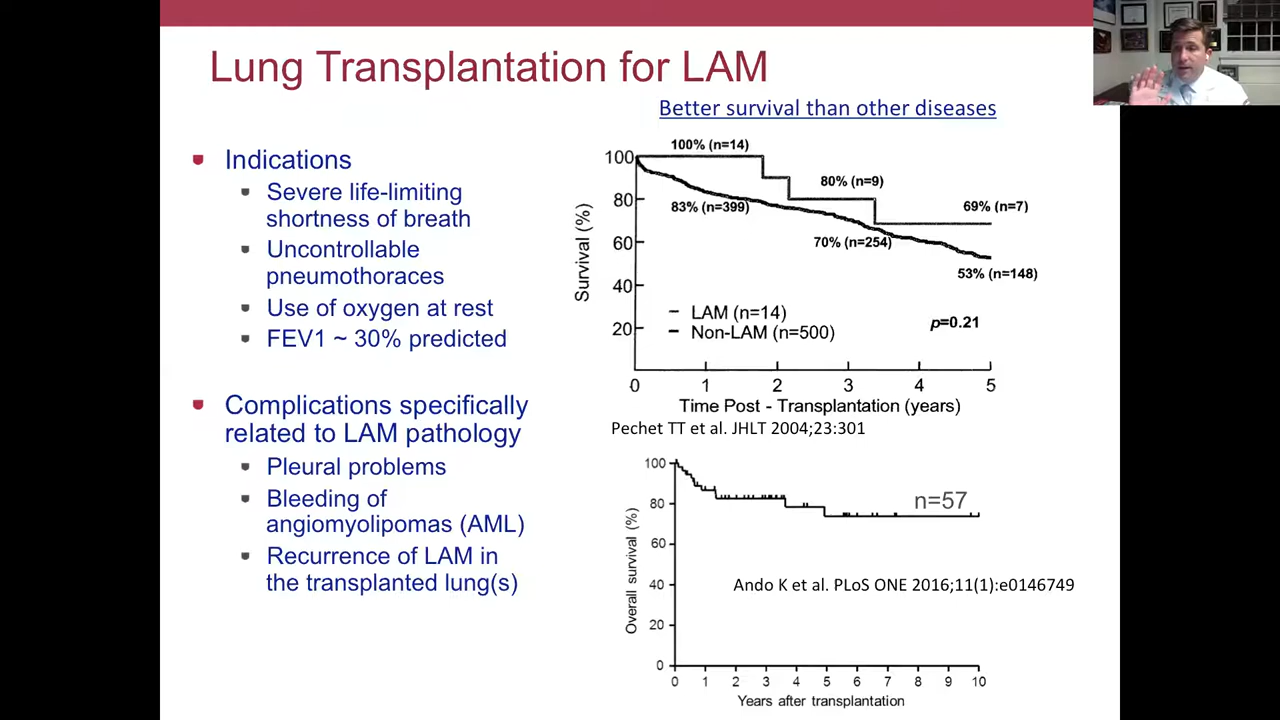 Lung Transplantation for LAM
Better survival than other diseases
Indications
Severe life-limiting
shortness of breath
Uncontrollable
pneumothoraces
Use of oxygen at rest
FEV1 ~ 30% predicted
Complications specifically
related to LAM pathology
Pleural problems
Bleeding of
angiomyolipomas (AML)
Recurrence of LAM in
the transplanted lung(s)
Survival (%)
100
80
60
40
20
100% (n=14)
80% (n=9)
69% (n=7)
83% (n=399)
70% (n=254)
53% (n=148)
LAM (n=14)
Non-LAM (n=500)
p=0.21
0 1 2 3 4 5
Time Post - Transplantation (years)
Pechet TT et al. JHLT 2004;23:301
Overall survival (%)
100
80
60
40
20
0
n=57
Ando K et al. PLoS ONE 2016;11(1):e0146749
0 1 2 3 4 5 6 7 8 9 10
Years after transplantation